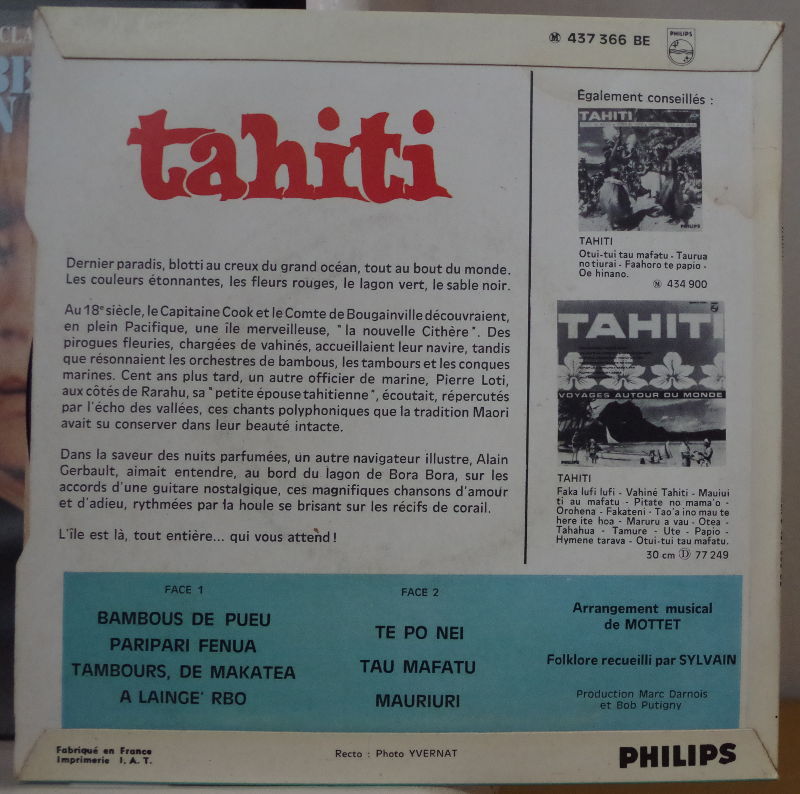 CLA
BE
N
Ⓜ 437 366 BE
PHILIPS
tahiti
Dernier paradis, blotti au creux du grand océan, tout au bout du monde.
Les couleurs étonnantes, les fleurs rouges, le lagon vert, le sable noir.
Au 18e siècle, le Capitaine Cook et le Comte de Bougainville découvraient,
en plein Pacifique, une île merveilleuse, "la nouvelle Cithère". Des
pirogues fleuries, chargées de vahinés, accueillaient leur navire, tandis
que résonnaient les orchestres de bambous, les tambours et les conques
marines. Cent ans plus tard, un autre officier de marine, Pierre Loti,
aux côtés de Rarahu, sa "petite épouse tahitienne", écoutait, répercutés
par l'écho des vallées, ces chants polyphoniques que la tradition Maori
avait su conserver dans leur beauté intacte.
Dans la saveur des nuits parfumées, un autre navigateur illustre, Alain
Gerbault, aimait entendre, au bord du lagon de Bora Bora, sur les
accords d'une guitare nostalgique, ces magnifiques chansons d'amour
et d'adieu, rythmées par la houle se brisant sur les récifs de corail.
L'île est là, tout entière... qui vous attend!
Également conseillés :
TAHITI
PHILIPS
TAHITI
Otui-tui tau mafatu - Taurua
no tiurai - Faahoro te papio -
Oe hinano.
Ⓜ 434 900
TAHITI
VOYAGES AUTOUR DU MONDE
PHILIPS
TAHITI
Faka lufi lufi - Vahiné Tahiti - Mauiui
ti au mafatu - Pitate no mama'o -
Orohena - Fakateni - Tao'a ino mau te
here ite hoa - Maruru a vau - Otea -
Tahahua - Tamure - Ute - Papio -
Hymene tarava - Otui-tui tau mafatu.
30 cm Ⓓ 77 249
FACE 1
BAMBOUS DE PUEU
PARIPARI FENUA
TAMBOURS, DE MAKATEA
A LAINGE' RBO
FACE 2
TE PO NEI
TAU MAFATU
MAURIURI
Arrangement musical
de MOTTET
Folklore recueilli par SYLVAIN
Production Marc Darnois
et Bob Putigny
Fabriqué en France
Imprimerie I. A. T.
Recto : Photo YVERNAT
PHILIPS